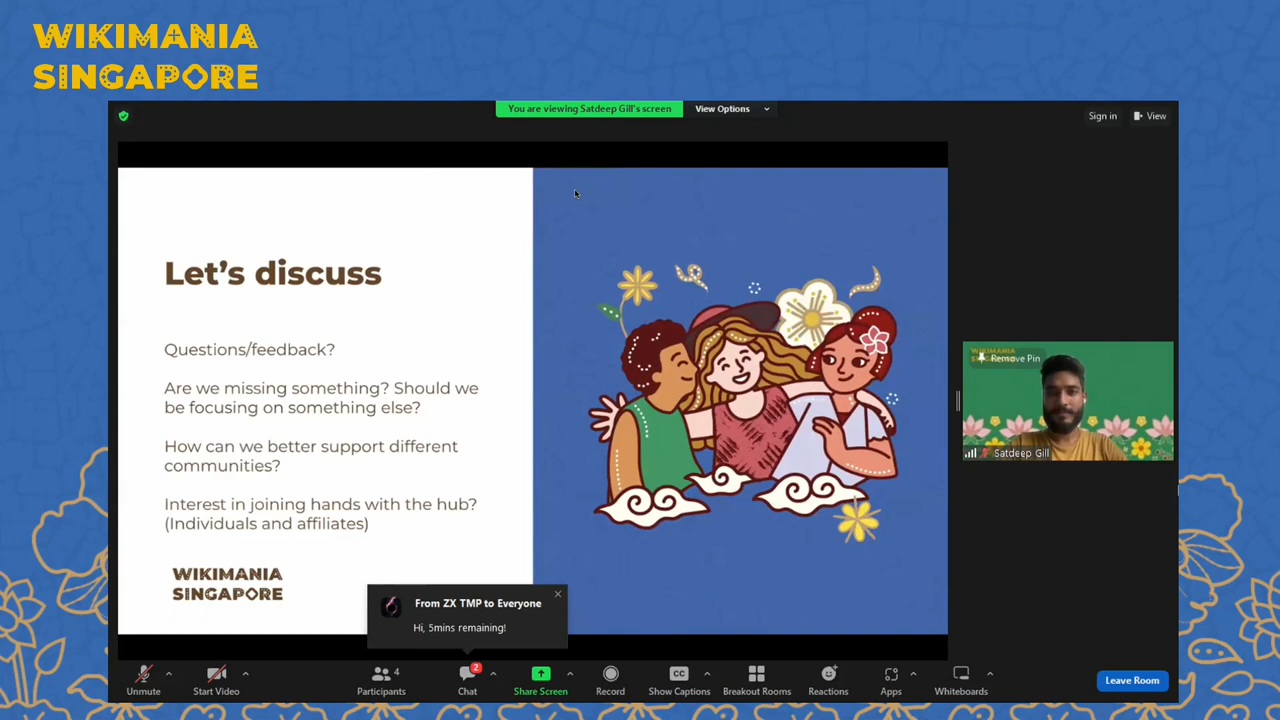 WIKIMANIA
SINGAPORE
You are viewing Satdeep Gill's screen
View Options
Sign in
View
Let's discuss
Questions/feedback?
Are we missing something? Should we
be focusing on something else?
How can we better support different
communities?
Interest in joining hands with the hub?
(Individuals and affiliates)
WIKIMANIA
SINGAPORE
Remove Pin
Satdeep Gill
From ZX TMP to Everyone
Hi, 5mins remaining!
Unmute
Start Video
4
Participants
2
Chat
Share Screen
Record
CC
Show Captions
Breakout Rooms
Reactions
Apps
Whiteboards
Leave Room